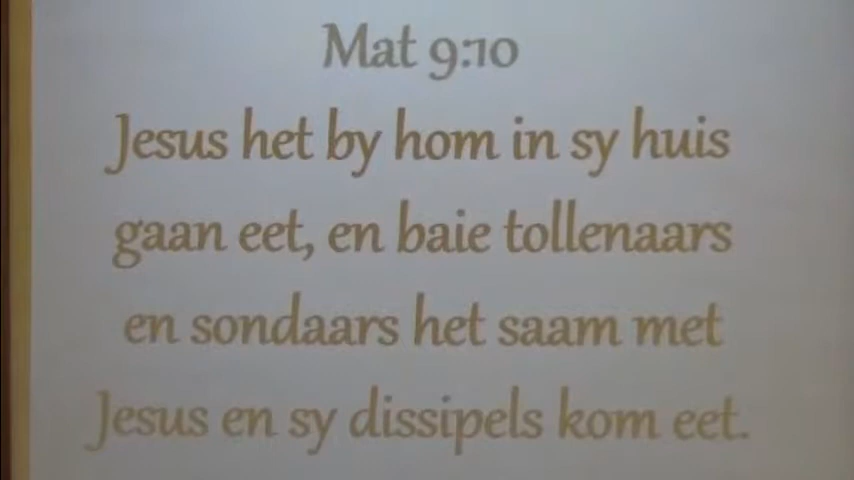 Mat 9:10
Jesus het by hom in sy huis
gaan eet, en baie tollenaars
en sondaars het saam met
Jesus en sy dissipels kom eet.